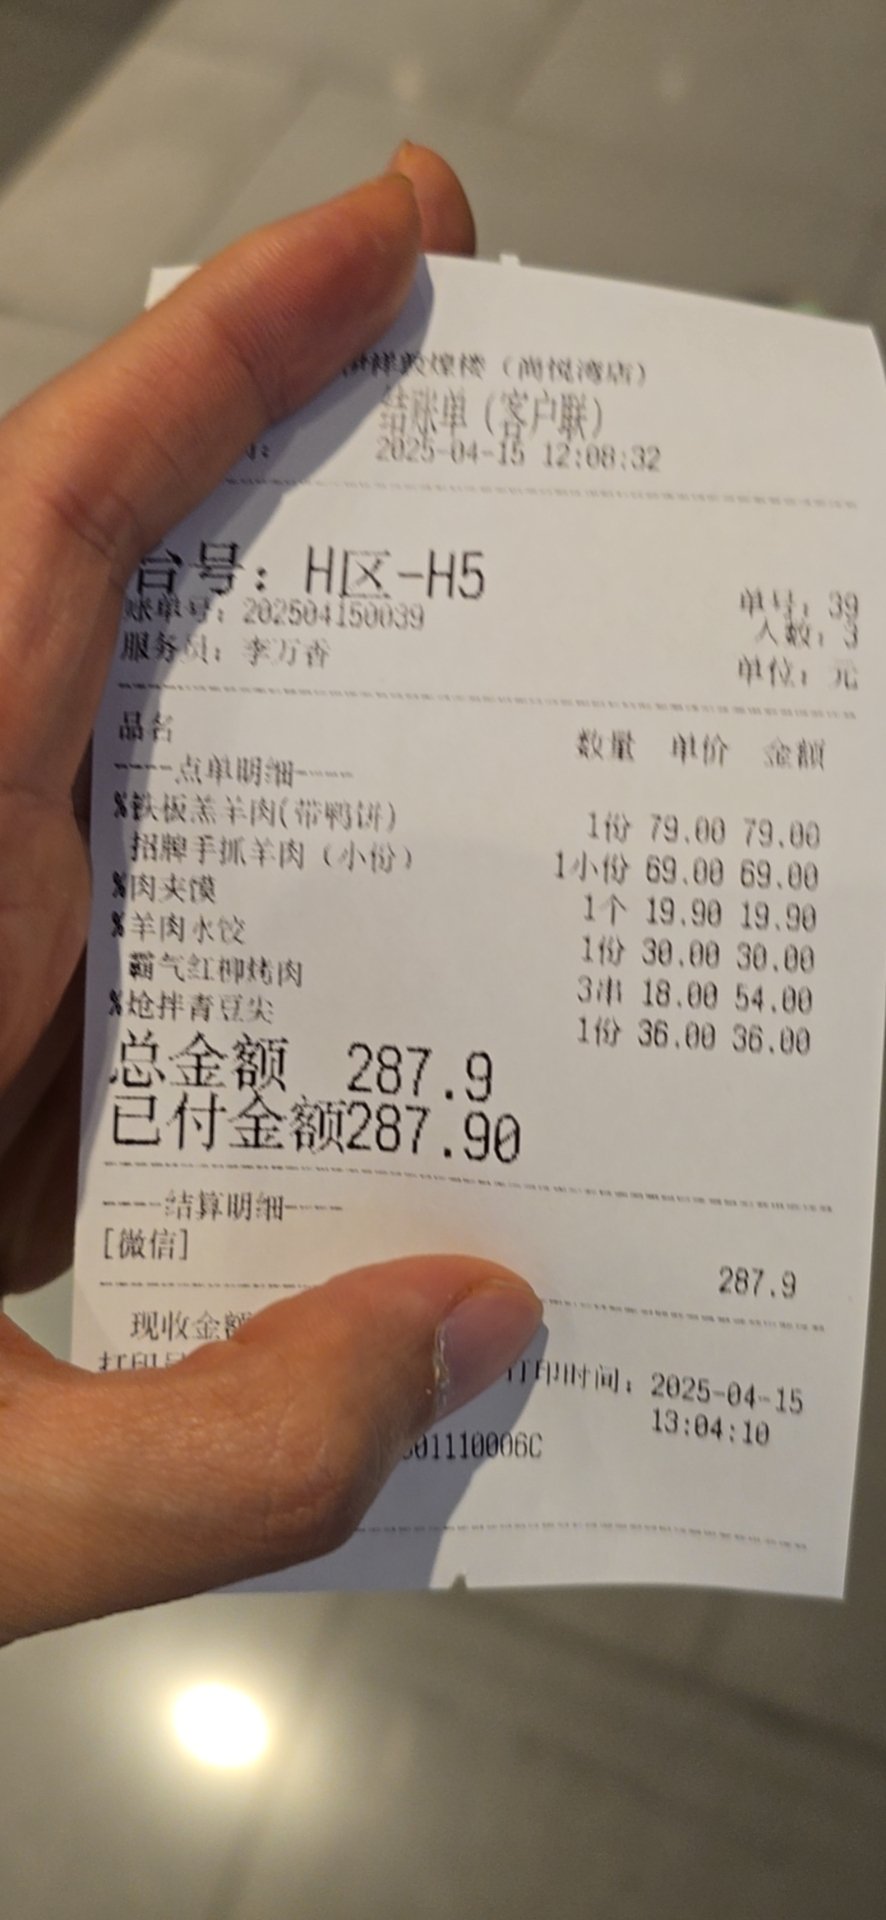 敦煌楼（尚悦湾店）
结账单（客户联）
2025-04-15 12:08:32
台号：H区-H5
单号：39
账单号：202504150039
人数：3
服务员：李万香
单位：元
品名 数量 单价 金额
----点单明细----
%铁板羔羊肉(带鸭饼) 1份 79.00 79.00
招牌手抓羊肉（小份） 1小份 69.00 69.00
%肉夹馍 1个 19.90 19.90
%羊肉水饺 1份 30.00 30.00
霸气红柳烤肉 3串 18.00 54.00
%炝拌青豆尖 1份 36.00 36.00
总金额 287.9
已付金额287.90
----结算明细----
[微信] 287.9
现收金额
打印时间：2025-04-15
13:04:10
01110006C